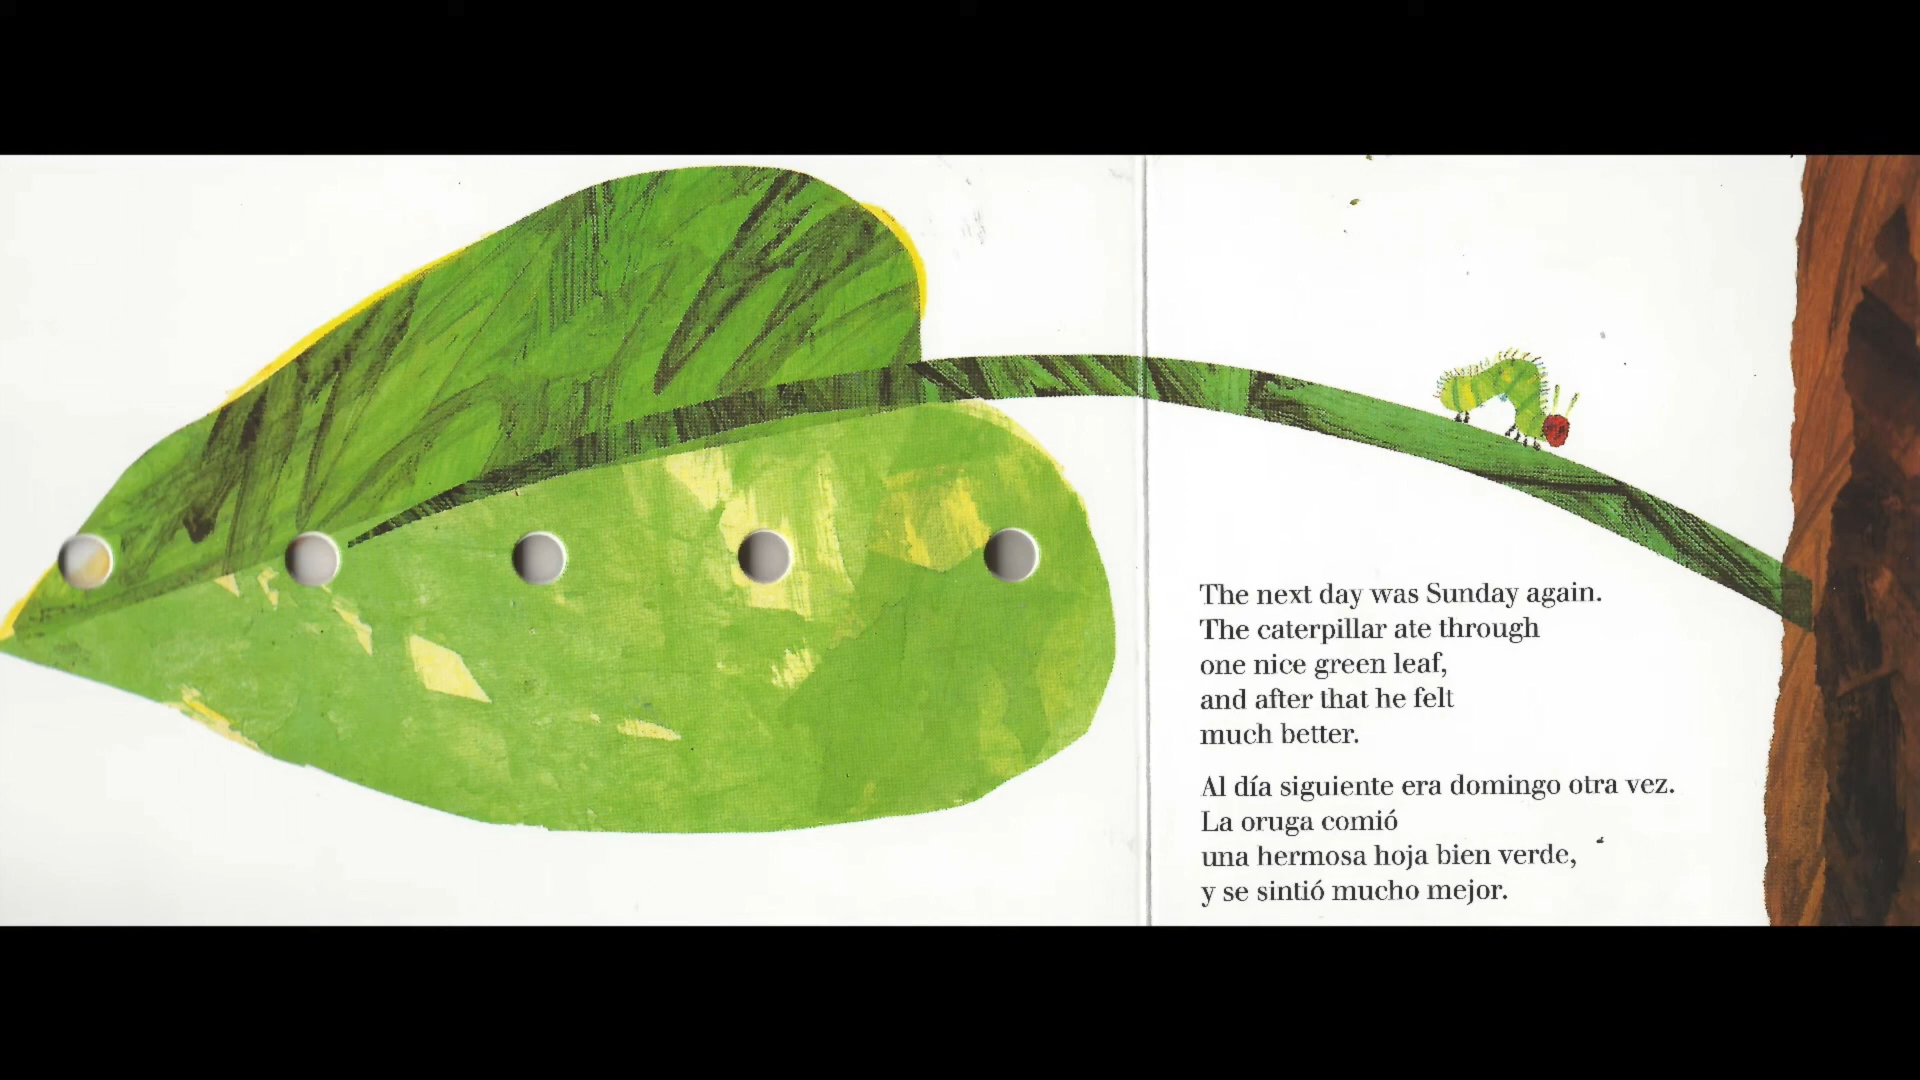 The next day was Sunday again.
The caterpillar ate through
one nice green leaf,
and after that he felt
much better.
Al día siguiente era domingo otra vez.
La oruga comió
una hermosa hoja bien verde,
y se sintió mucho mejor.